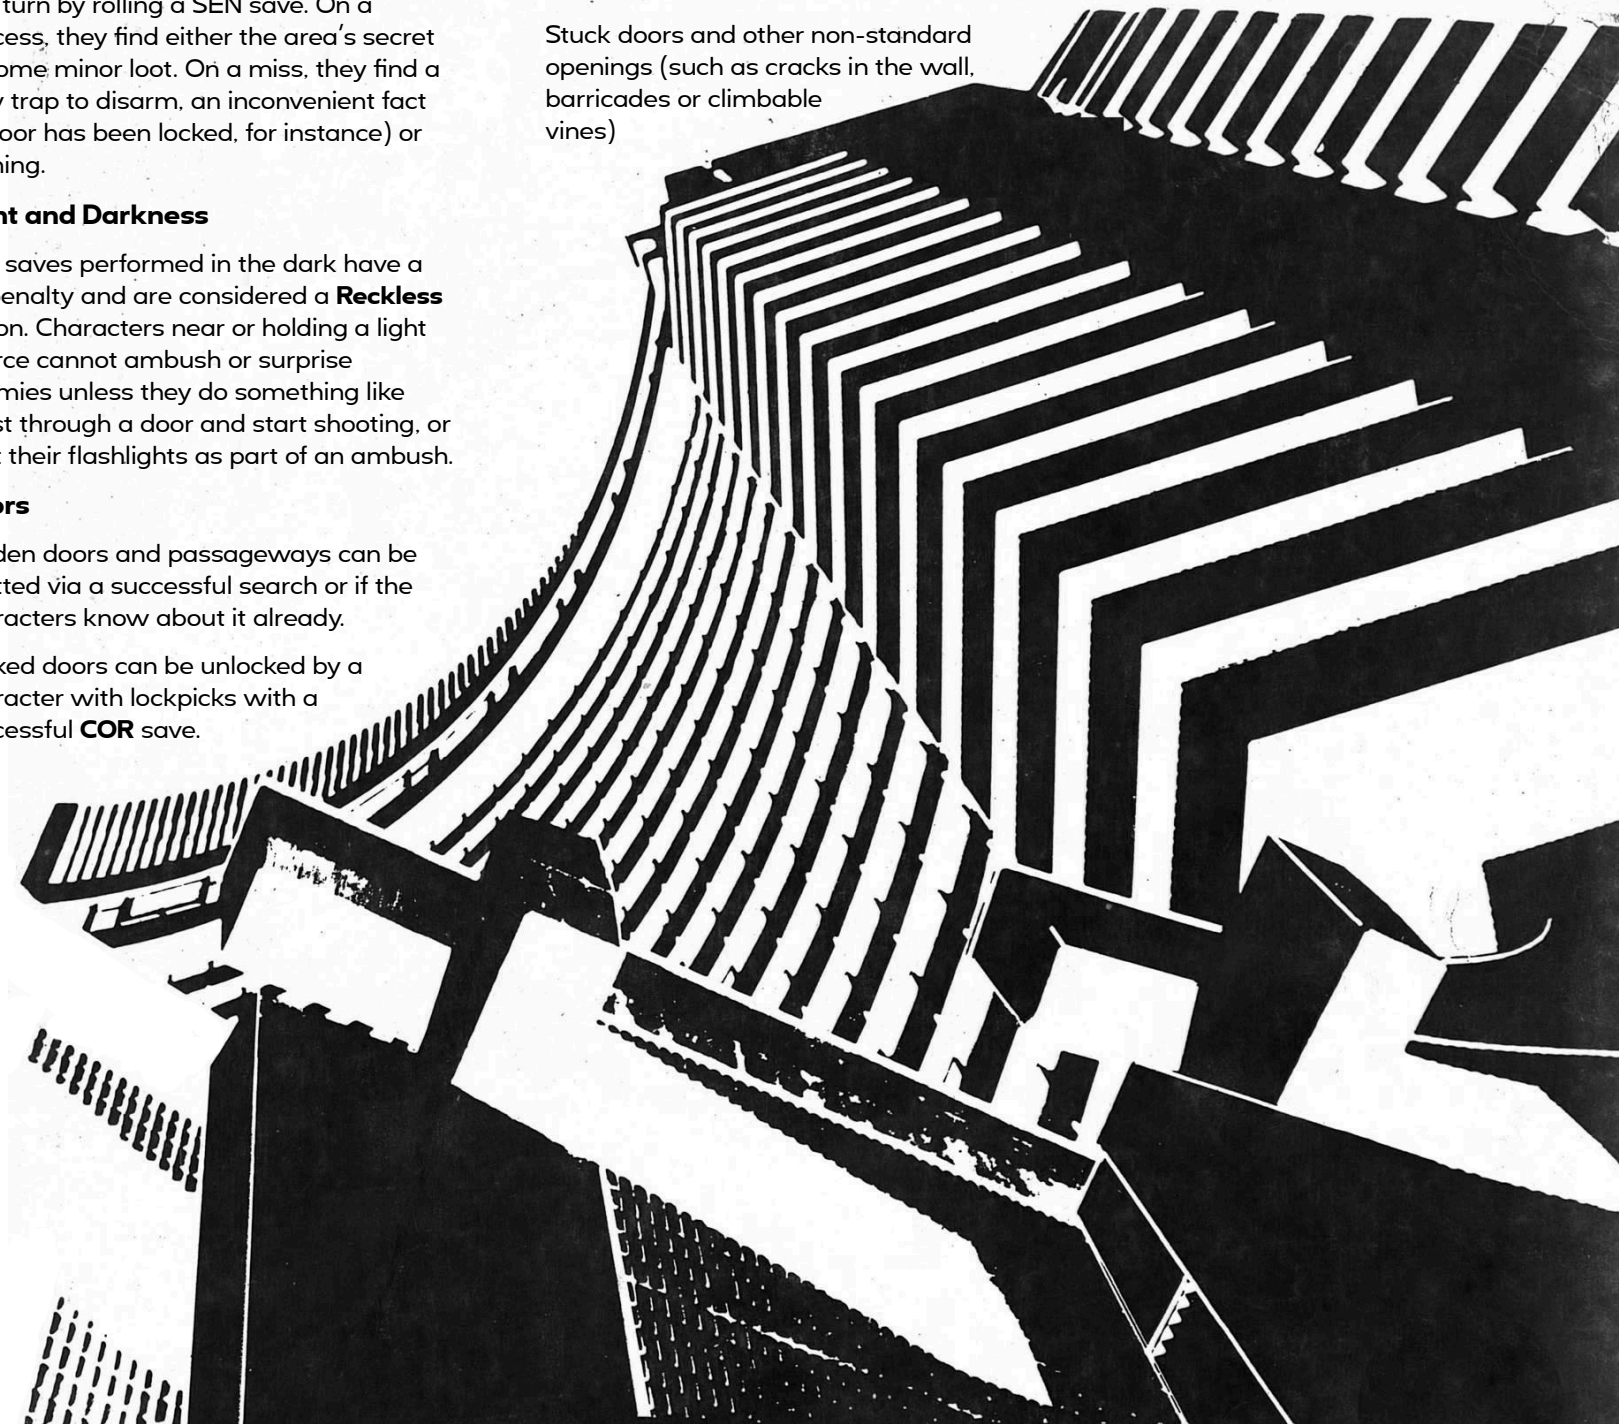 turn by rolling a SEN save. On a
cess, they find either the area's secret
ome minor loot. On a miss, they find a
trap to disarm, an inconvenient fact
oor has been locked, for instance) or
ning.
nt and Darkness
saves performed in the dark have a
enalty and are considered a Reckless
on. Characters near or holding a light
rce cannot ambush or surprise
mies unless they do something like
st through a door and start shooting, or
t their flashlights as part of an ambush.
ors
den doors and passageways can be
tted via a successful search or if the
racters know about it already.
ked doors can be unlocked by a
racter with lockpicks with a
cessful COR save.
Stuck doors and other non-standard
openings (such as cracks in the wall,
barricades or climbable
vines)